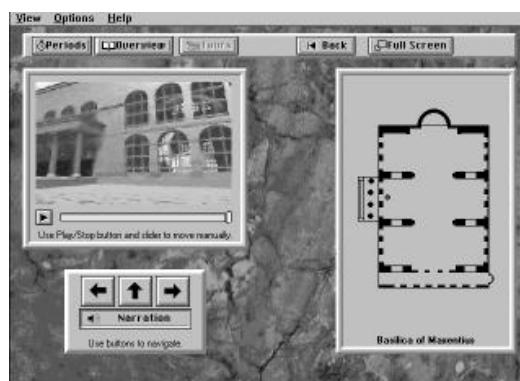 View Options Help
Periods Overview Tours Back Full Screen
Use Play/Stop button and slider to move manually.
Narration
Use buttons to navigate.
Basilica of Maxentius